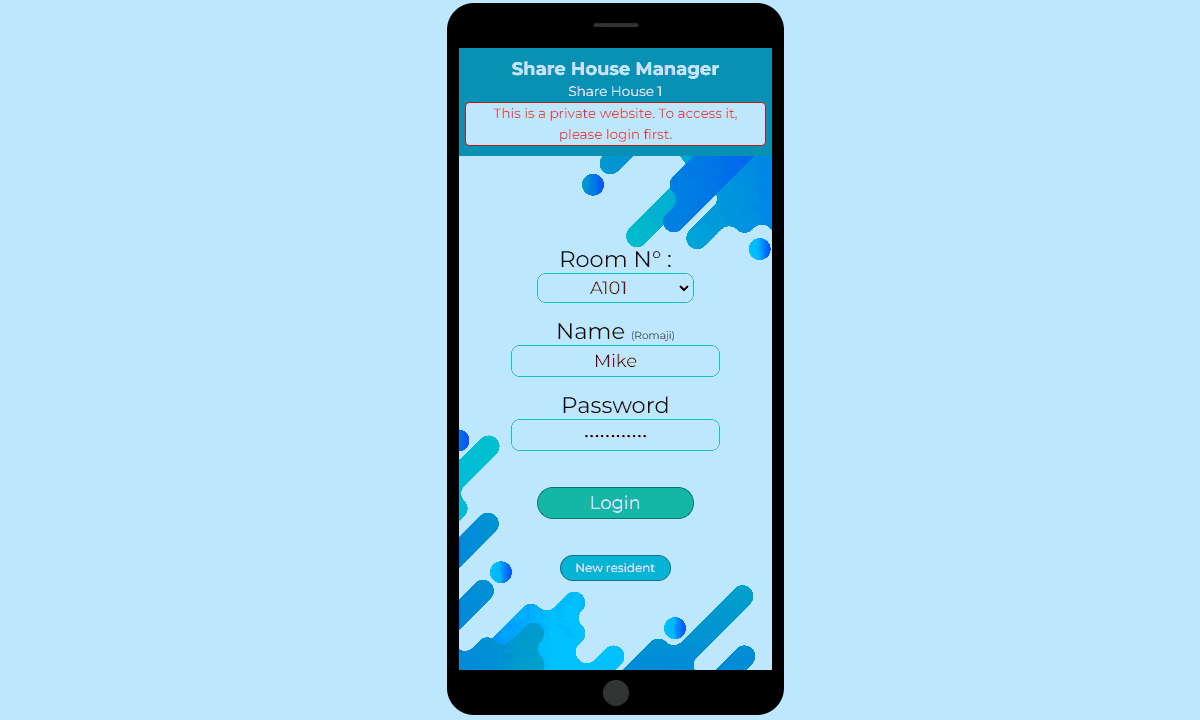 Share House Manager
Share House 1
This is a private website. To access it,
please login first.
Room N° :
A101
Name (Romaji)
Mike
Password
••••••••••••
Login
New resident